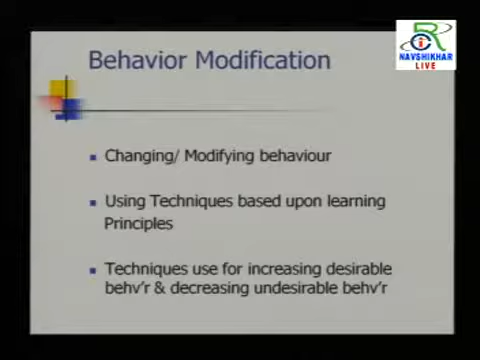 Behavior Modification
NAVSHIKHAR
LIVE
Changing/ Modifying behaviour
Using Techniques based upon learning
Principles
Techniques use for increasing desirable
behv'r & decreasing undesirable behv'r